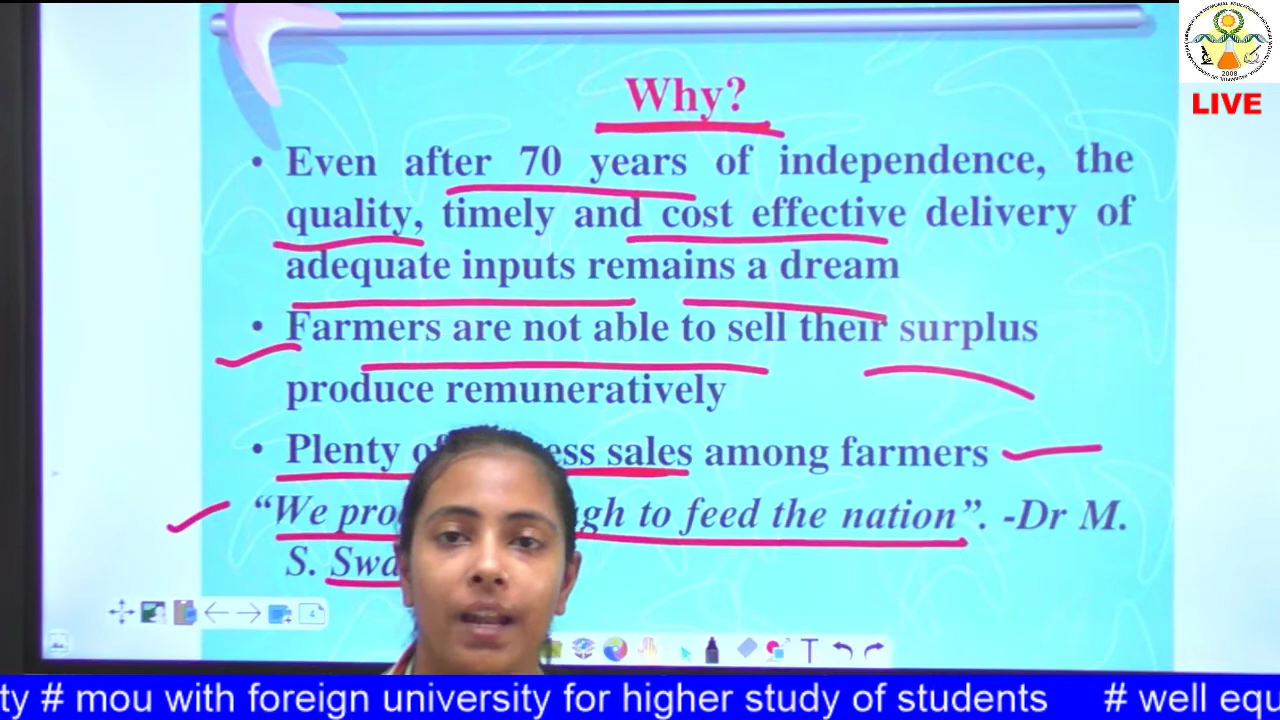 Why?
• Even after 70 years of independence, the
quality, timely and cost effective delivery of
adequate inputs remains a dream
• Farmers are not able to sell their surplus
produce remuneratively
• Plenty of ess sales among farmers
“We pro gh to feed the nation”. -Dr M.
S. Swa
4
T
2008
LIVE
ty # mou with foreign university for higher study of students # well equ